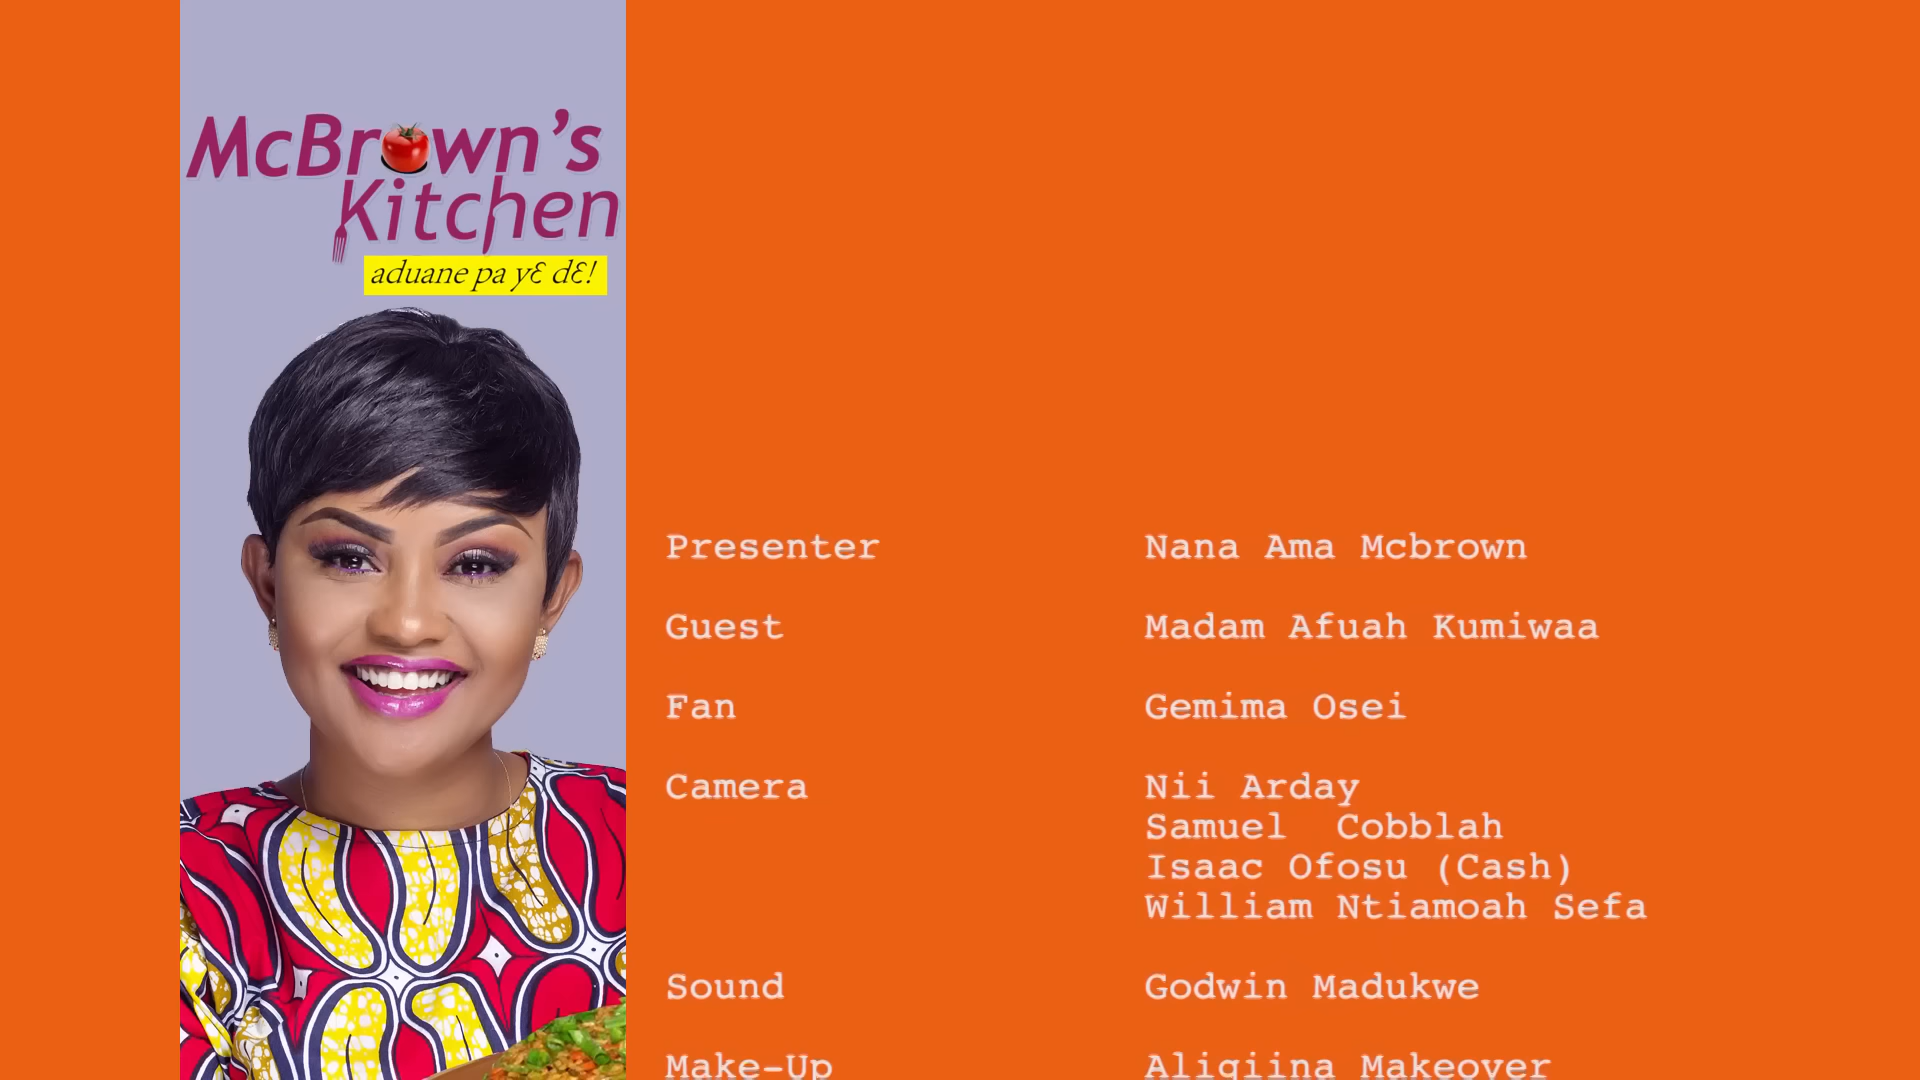 McBrown's
Kitchen
aduane pa yɛ dɛ!
Presenter Nana Ama Mcbrown
Guest Madam Afuah Kumiwaa
Fan Gemima Osei
Camera Nii Arday
Samuel Cobblah
Isaac Ofosu (Cash)
William Ntiamoah Sefa
Sound Godwin Madukwe
Make-Up Aligiina Makeover